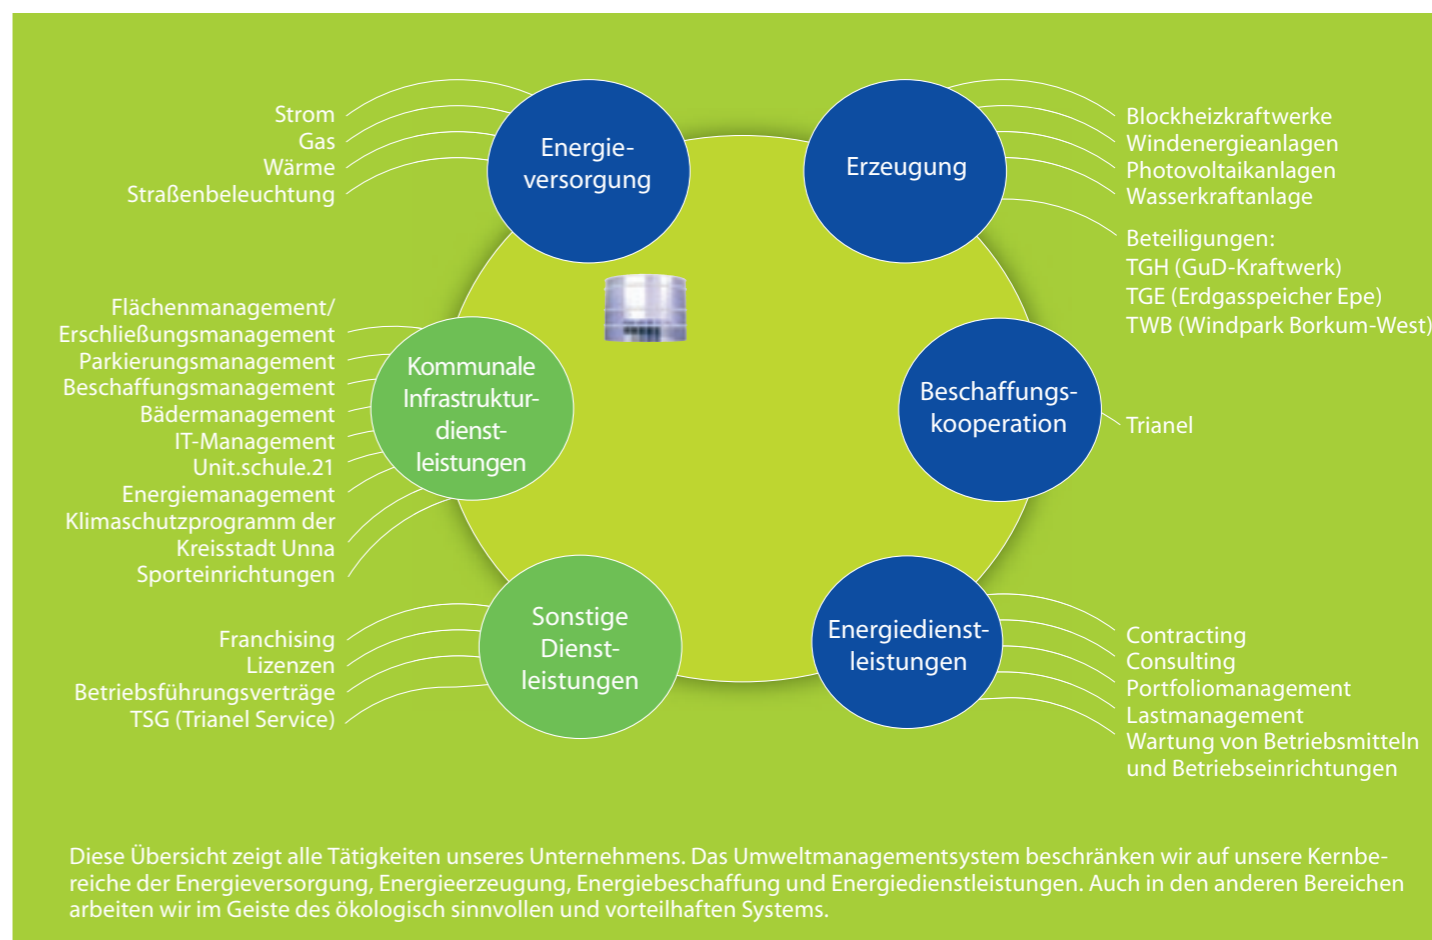 Energie-
versorgung
Strom
Gas
Wärme
Straßenbeleuchtung
Erzeugung
Blockheizkraftwerke
Windenergieanlagen
Photovoltaikanlagen
Wasserkraftanlage
Beteiligungen:
TGH (GuD-Kraftwerk)
TGE (Erdgasspeicher Epe)
TWB (Windpark Borkum-West)
Kommunale
Infrastruktur-
dienst-
leistungen
Flächenmanagement/
Erschließungsmanagement
Parkierungsmanagement
Beschaffungsmanagement
Bädermanagement
IT-Management
Unit.schule.21
Energiemanagement
Klimaschutzprogramm der
Kreisstadt Unna
Sporteinrichtungen
Beschaffungs-
kooperation
Trianel
Sonstige
Dienst-
leistungen
Franchising
Lizenzen
Betriebsführungsverträge
TSG (Trianel Service)
Energiedienst-
leistungen
Contracting
Consulting
Portfoliomanagement
Lastmanagement
Wartung von Betriebsmitteln
und Betriebseinrichtungen
Diese Übersicht zeigt alle Tätigkeiten unseres Unternehmens. Das Umweltmanagementsystem beschränken wir auf unsere Kernbe-
reiche der Energieversorgung, Energieerzeugung, Energiebeschaffung und Energiedienstleistungen. Auch in den anderen Bereichen
arbeiten wir im Geiste des ökologisch sinnvollen und vorteilhaften Systems.